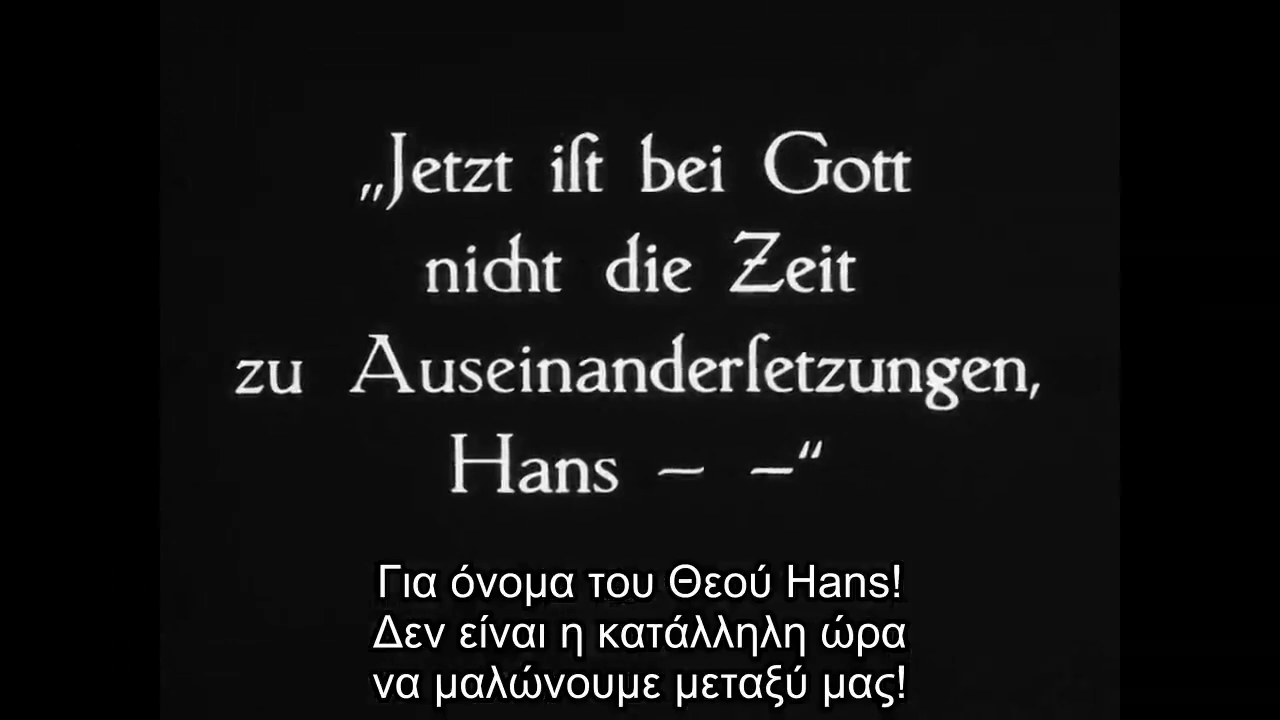 „Jetzt iſt bei Gott
nicht die Zeit
zu Auseinanderſetzungen,
Hans – –“
Για όνομα του Θεού Hans!
Δεν είναι η κατάλληλη ώρα
να μαλώνουμε μεταξύ μας!